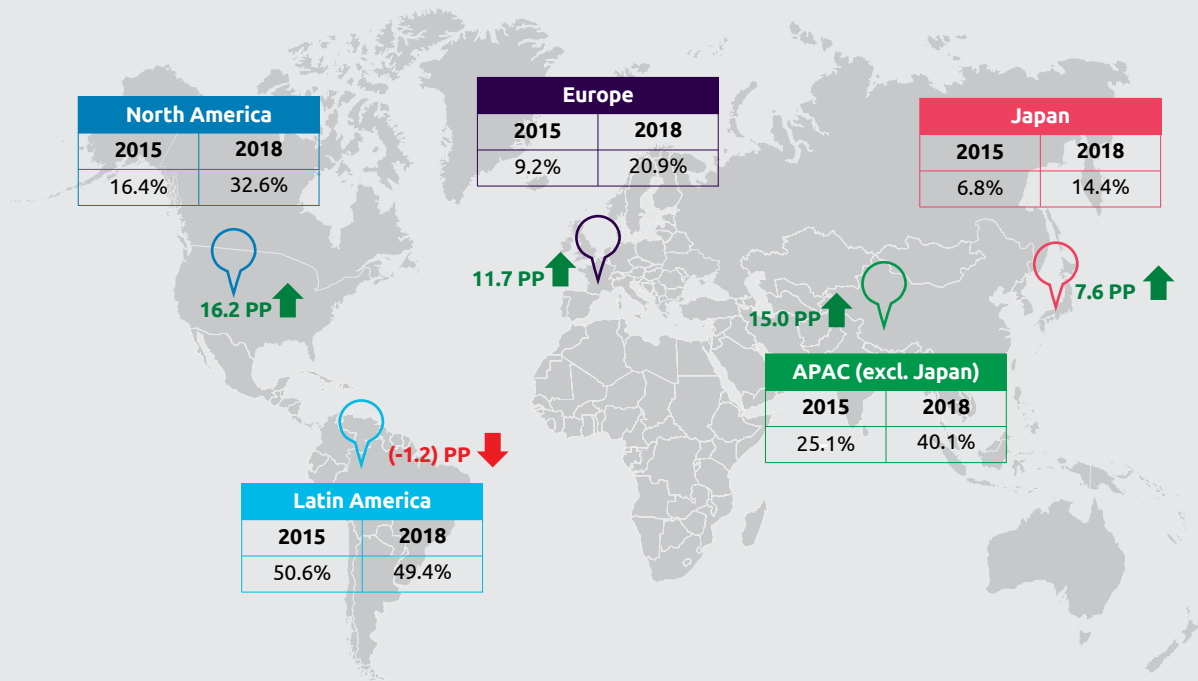 North America
2015 2018
16.4% 32.6%
16.2 PP
Europe
2015 2018
9.2% 20.9%
11.7 PP
Japan
2015 2018
6.8% 14.4%
7.6 PP
15.0 PP
APAC (excl. Japan)
2015 2018
25.1% 40.1%
(-1.2) PP
Latin America
2015 2018
50.6% 49.4%